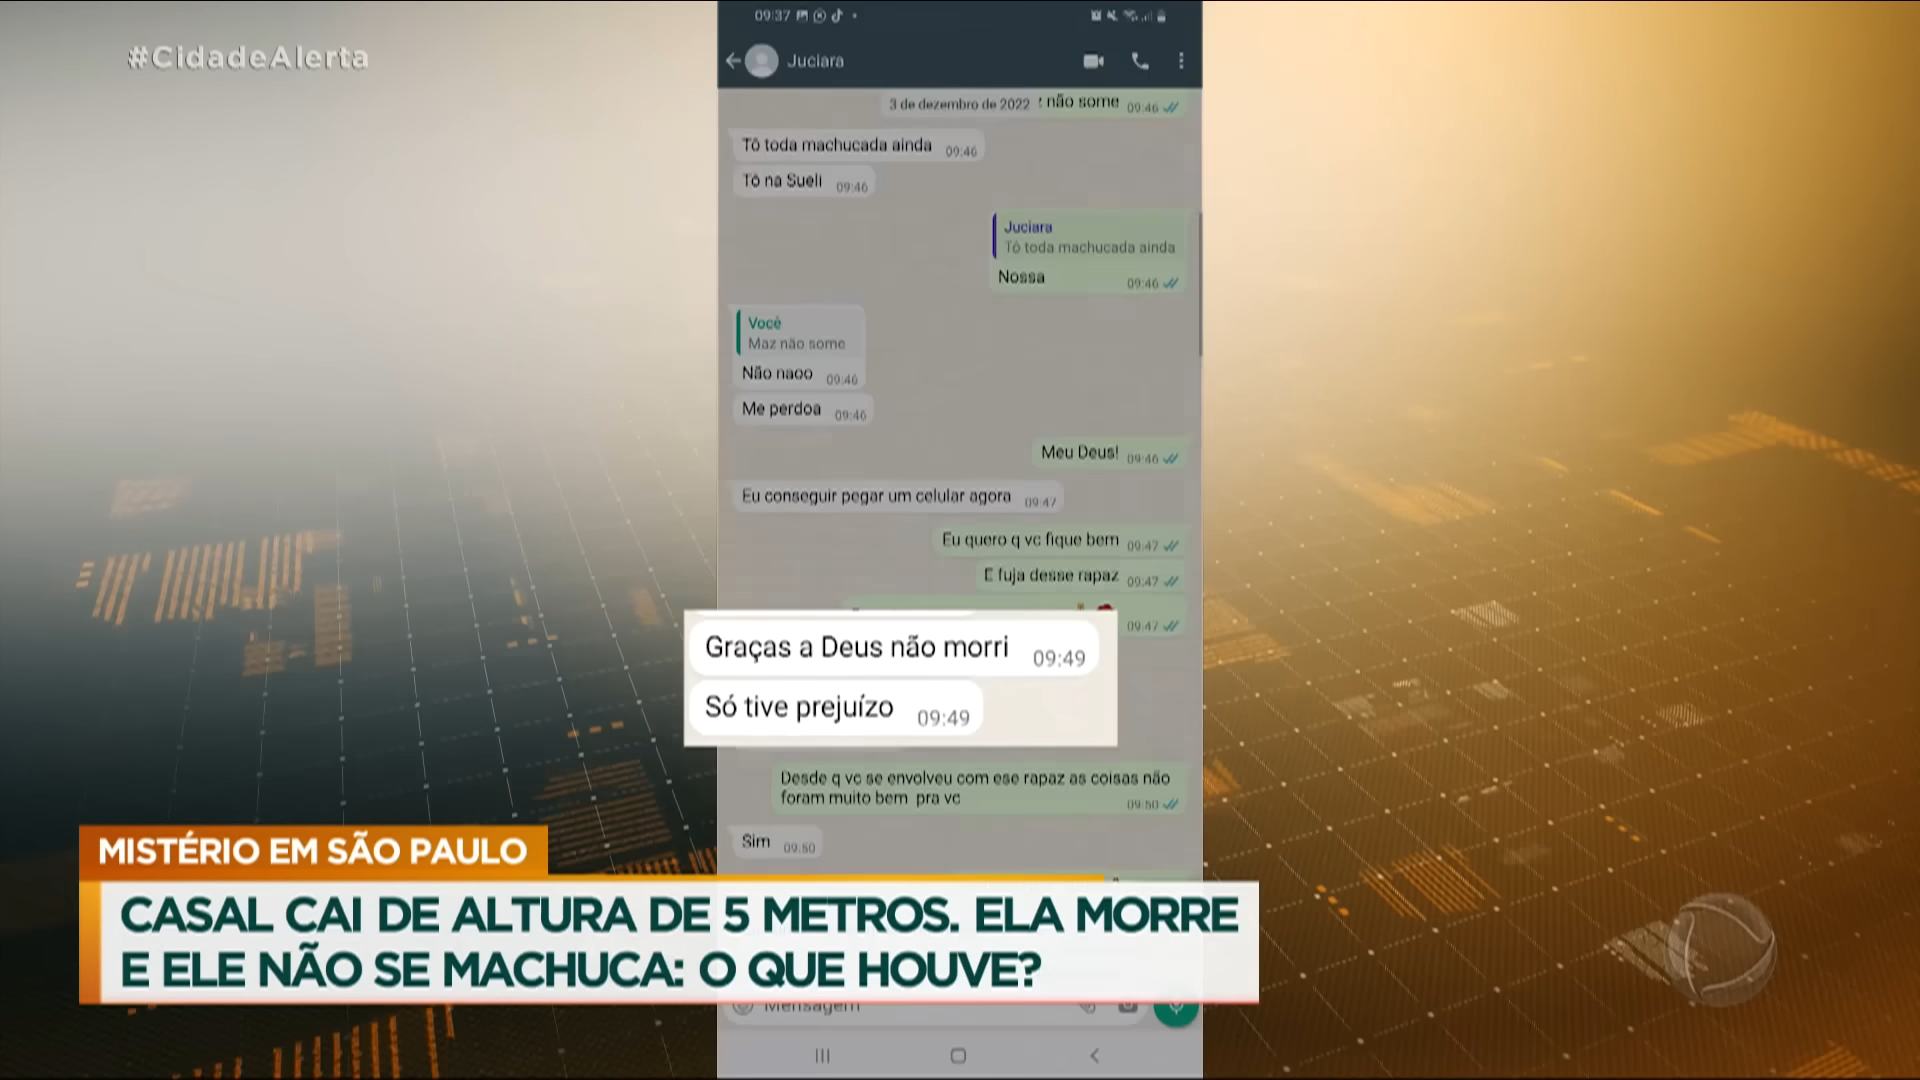 #CidadeAlerta
09:37
Juciara
3 de dezembro de 2022
não some 09:46
Tô toda machucada ainda 09:46
Tô na Sueli 09:46
Juciara
Tô toda machucada ainda
Nossa 09:46
Você
Maz não some
Não naoo 09:46
Me perdoa 09:46
Meu Deus! 09:46
Eu conseguir pegar um celular agora 09:47
Eu quero q vc fique bem 09:47
E fuja desse rapaz 09:47
09:47
Graças a Deus não morri 09:49
Só tive prejuízo 09:49
Desde q vc se envolveu com ese rapaz as coisas não
foram muito bem pra vc 09:50
Sim 09:50
MISTÉRIO EM SÃO PAULO
CASAL CAI DE ALTURA DE 5 METROS. ELA MORRE
E ELE NÃO SE MACHUCA: O QUE HOUVE?
Mensagem